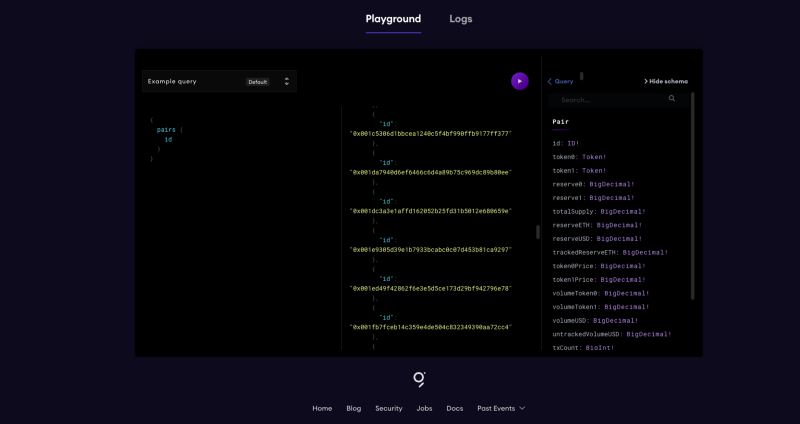 Playground Logs
Example query Default
{
pairs {
id
}
}
},
{
"id":
"0x001c5306d1bbcea1240c5f4bf990ffb9177ff377"
},
{
"id":
"0x001da7940d6ef6466c6d4a89b75c969dc89b80ee"
},
{
"id":
"0x001dc3a3e1affd162052b25fd31b5012e680659e"
},
{
"id":
"0x001e9305d39e1b7933bcabc0c07d453b81ca9297"
},
{
"id":
"0x001ed49f42862f6e3e5d5ce173d29bf942796e78"
},
{
"id":
"0x001fb7fceb14c359e4de504c832349390aa72cc4"
},
{
Query Hide schema
Search...
Pair
id: ID!
token0: Token!
token1: Token!
reserve0: BigDecimal!
reserve1: BigDecimal!
totalSupply: BigDecimal!
reserveETH: BigDecimal!
reserveUSD: BigDecimal!
trackedReserveETH: BigDecimal!
token0Price: BigDecimal!
token1Price: BigDecimal!
volumeToken0: BigDecimal!
volumeToken1: BigDecimal!
volumeUSD: BigDecimal!
untrackedVolumeUSD: BigDecimal!
txCount: BigInt!
Home Blog Security Jobs Docs Past Events